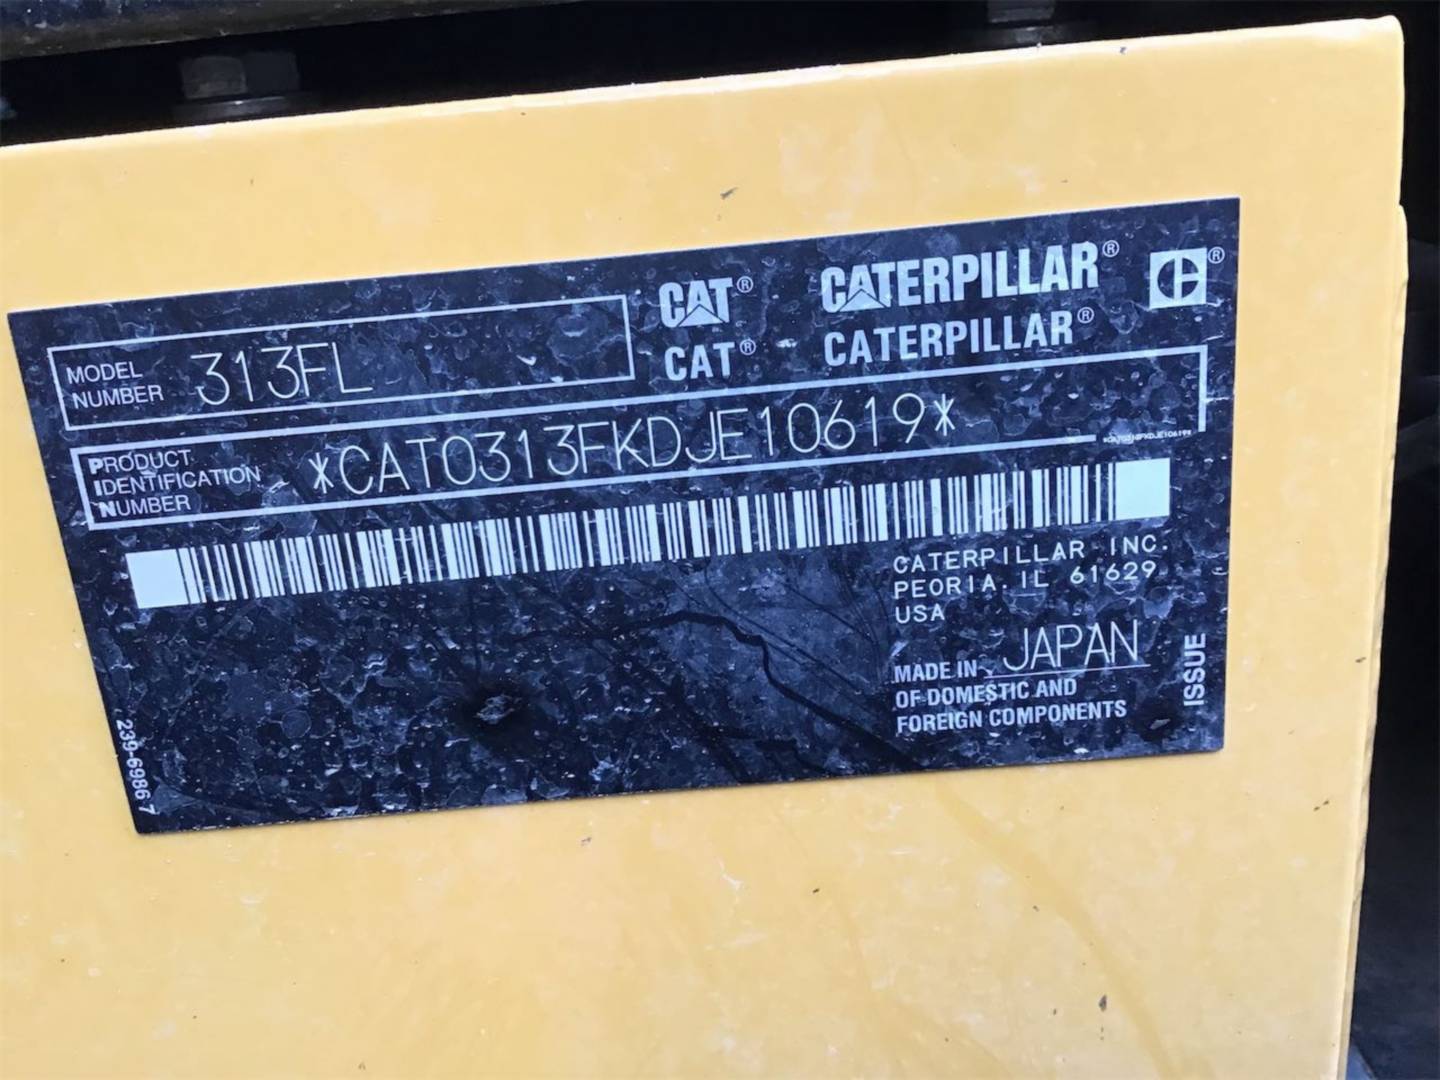 CAT® CATERPILLAR®
CAT® CATERPILLAR®
MODEL NUMBER 313FL
PRODUCT IDENTIFICATION NUMBER *CAT0313FKDJE10619*
*CAT0313FKDJE10619*
CATERPILLAR INC.
PEORIA, IL 61629
USA
MADE IN JAPAN
OF DOMESTIC AND
FOREIGN COMPONENTS
ISSUE
239-6986 7